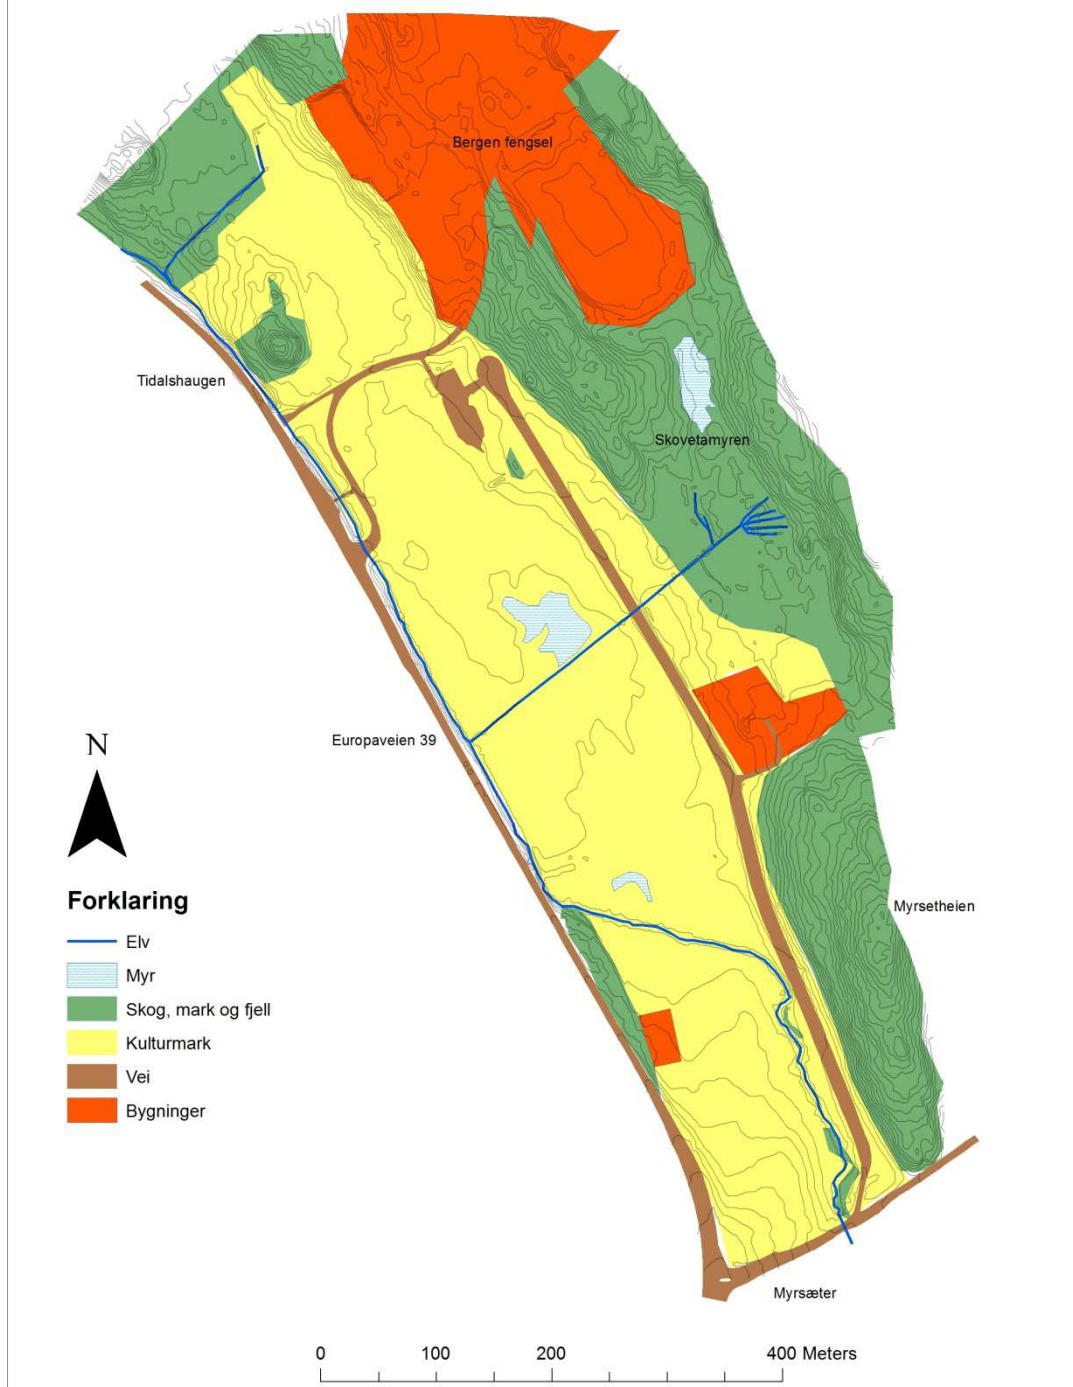 Bergen fengsel
Tidalshaugen
Skovetamyren
Europaveien 39
N
Forklaring
Elv
Myr
Skog, mark og fjell
Kulturmark
Vei
Bygninger
Myrsetheien
Myrsæter
0 100 200 400 Meters